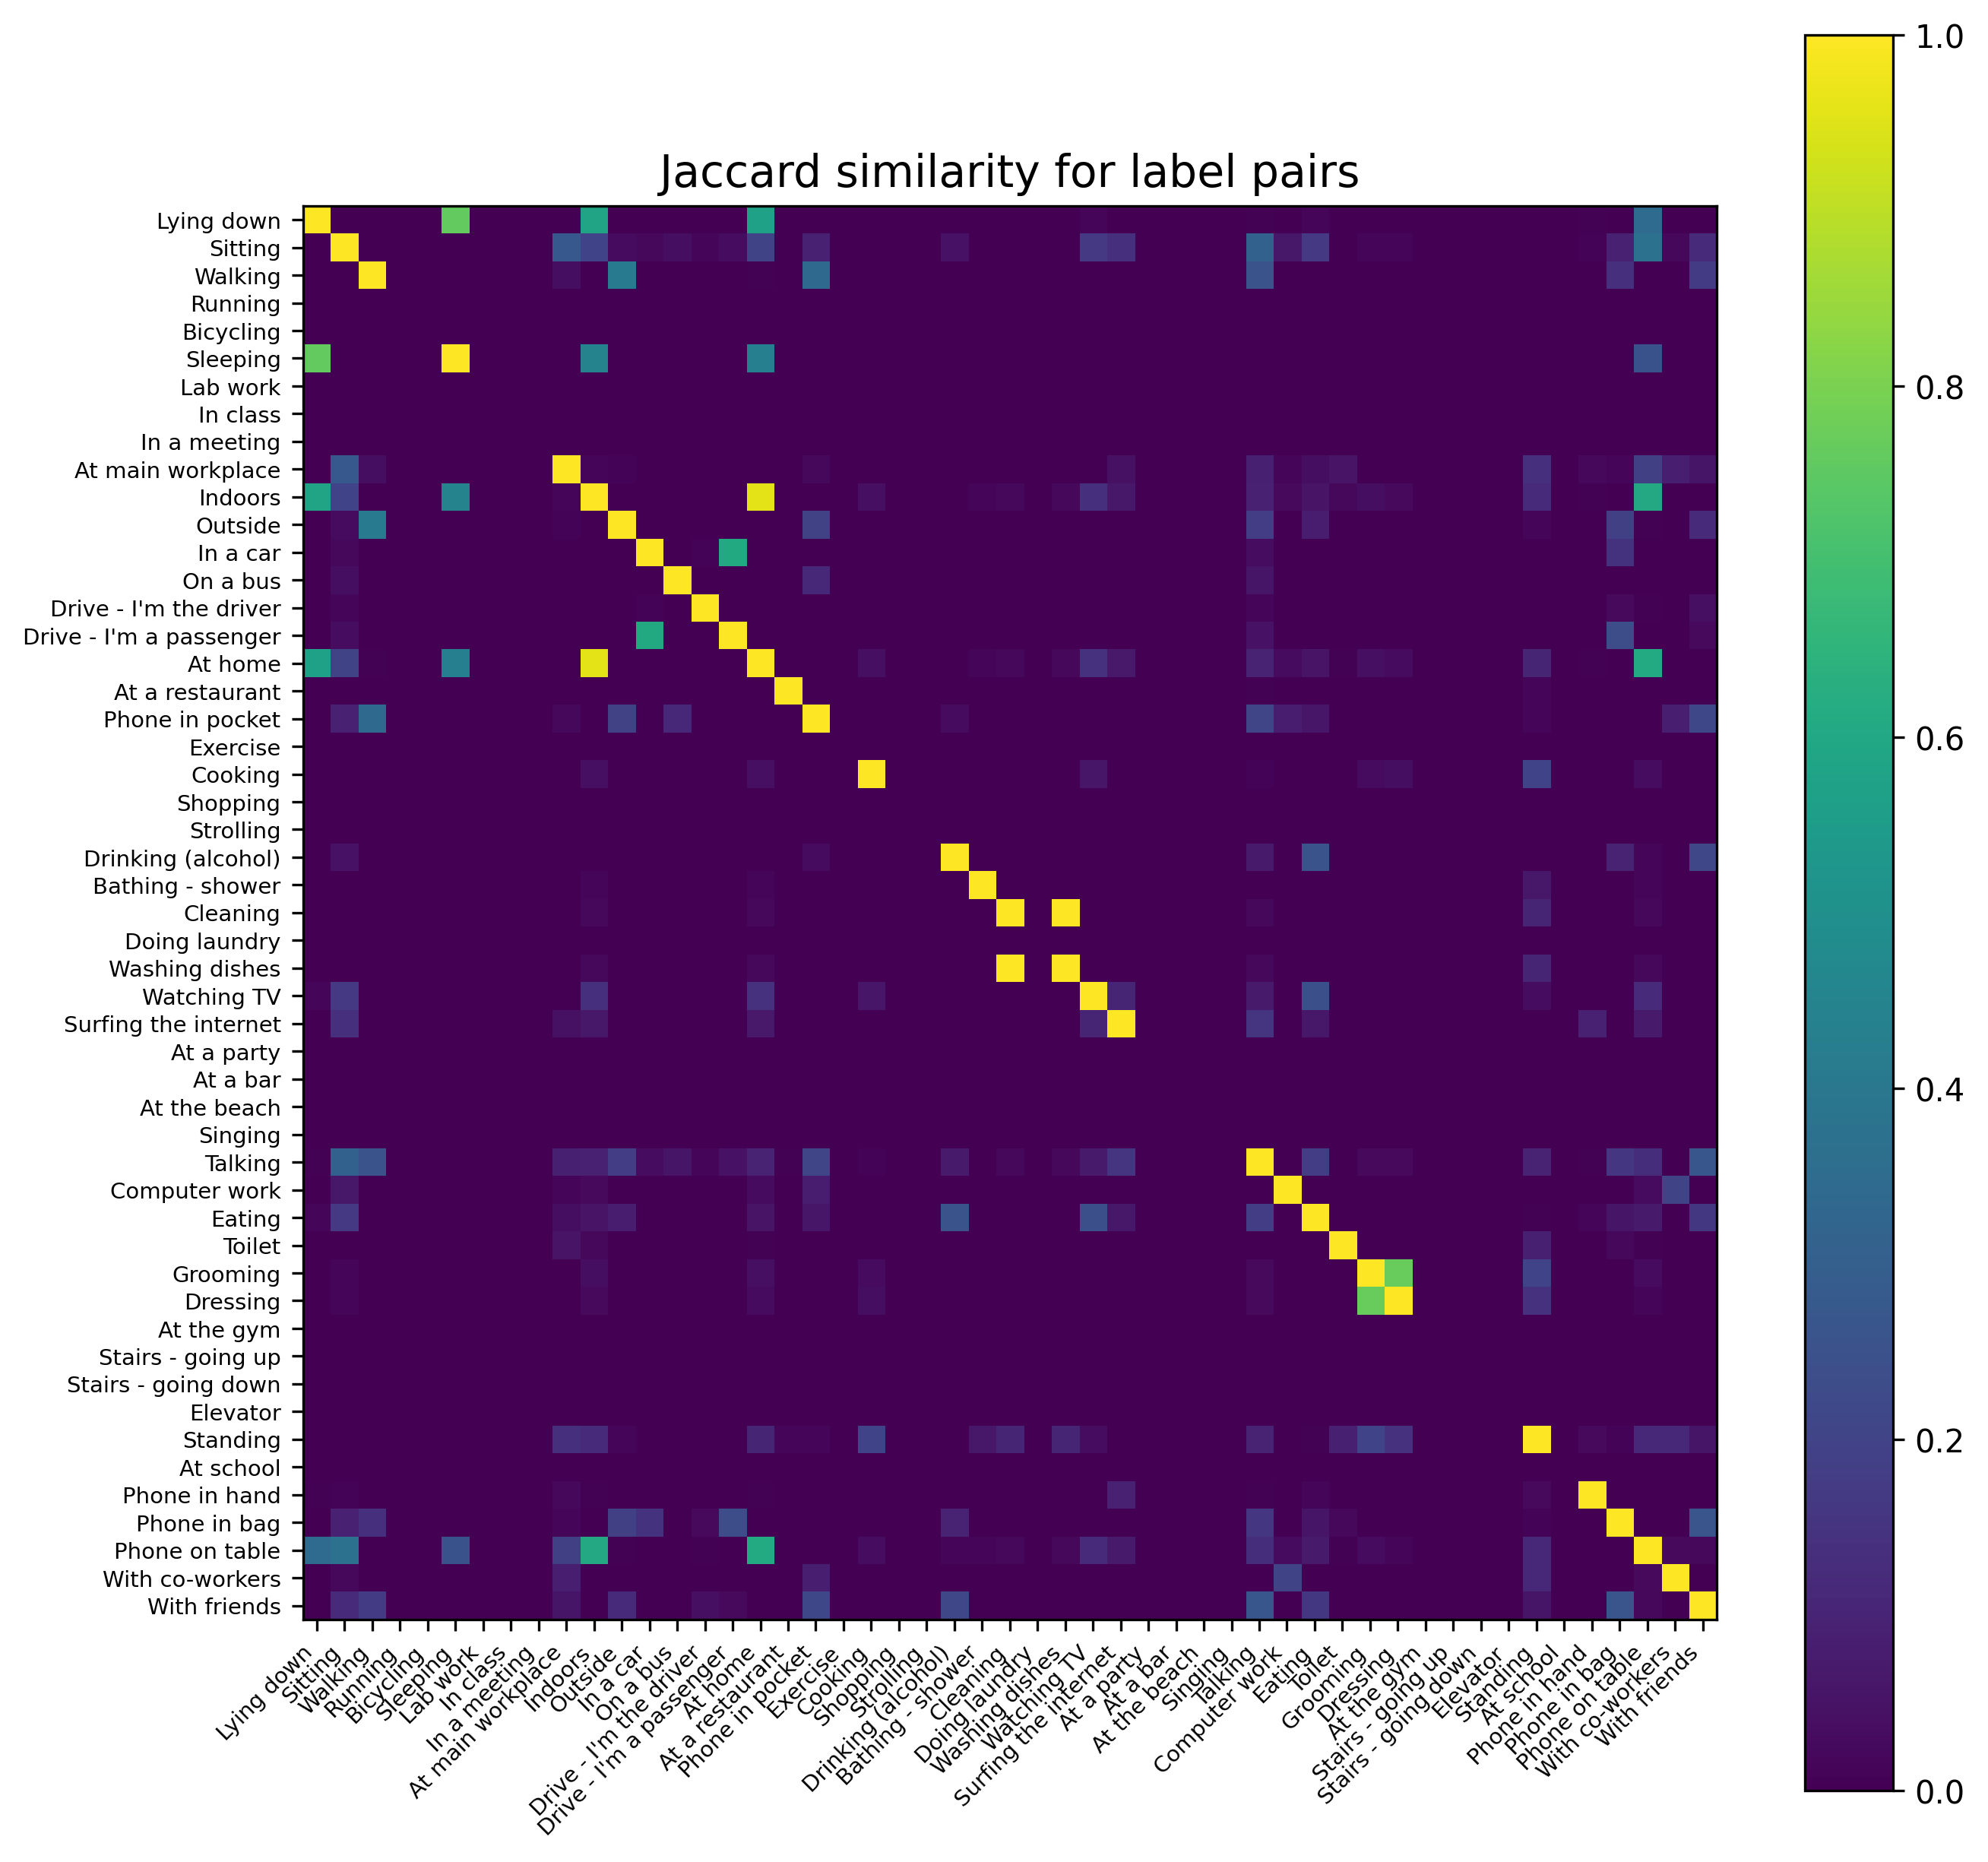 Jaccard similarity for label pairs
Lying down
Sitting
Walking
Running
Bicycling
Sleeping
Lab work
In class
In a meeting
At main workplace
Indoors
Outside
In a car
On a bus
Drive - I'm the driver
Drive - I'm a passenger
At home
At a restaurant
Phone in pocket
Exercise
Cooking
Shopping
Strolling
Drinking (alcohol)
Bathing - shower
Cleaning
Doing laundry
Washing dishes
Watching TV
Surfing the internet
At a party
At a bar
At the beach
Singing
Talking
Computer work
Eating
Toilet
Grooming
Dressing
At the gym
Stairs - going up
Stairs - going down
Elevator
Standing
At school
Phone in hand
Phone in bag
Phone on table
With co-workers
With friends
Lying down
Sitting
Walking
Running
Bicycling
Sleeping
Lab work
In class
In a meeting
At main workplace
Indoors
Outside
In a car
On a bus
Drive - I'm the driver
Drive - I'm a passenger
At home
At a restaurant
Phone in pocket
Exercise
Cooking
Shopping
Strolling
Drinking (alcohol)
Bathing - shower
Cleaning
Doing laundry
Washing dishes
Watching TV
Surfing the internet
At a party
At a bar
At the beach
Singing
Talking
Computer work
Eating
Toilet
Grooming
Dressing
At the gym
Stairs - going up
Stairs - going down
Elevator
Standing
At school
Phone in hand
Phone in bag
Phone on table
With co-workers
With friends
1.0
0.8
0.6
0.4
0.2
0.0